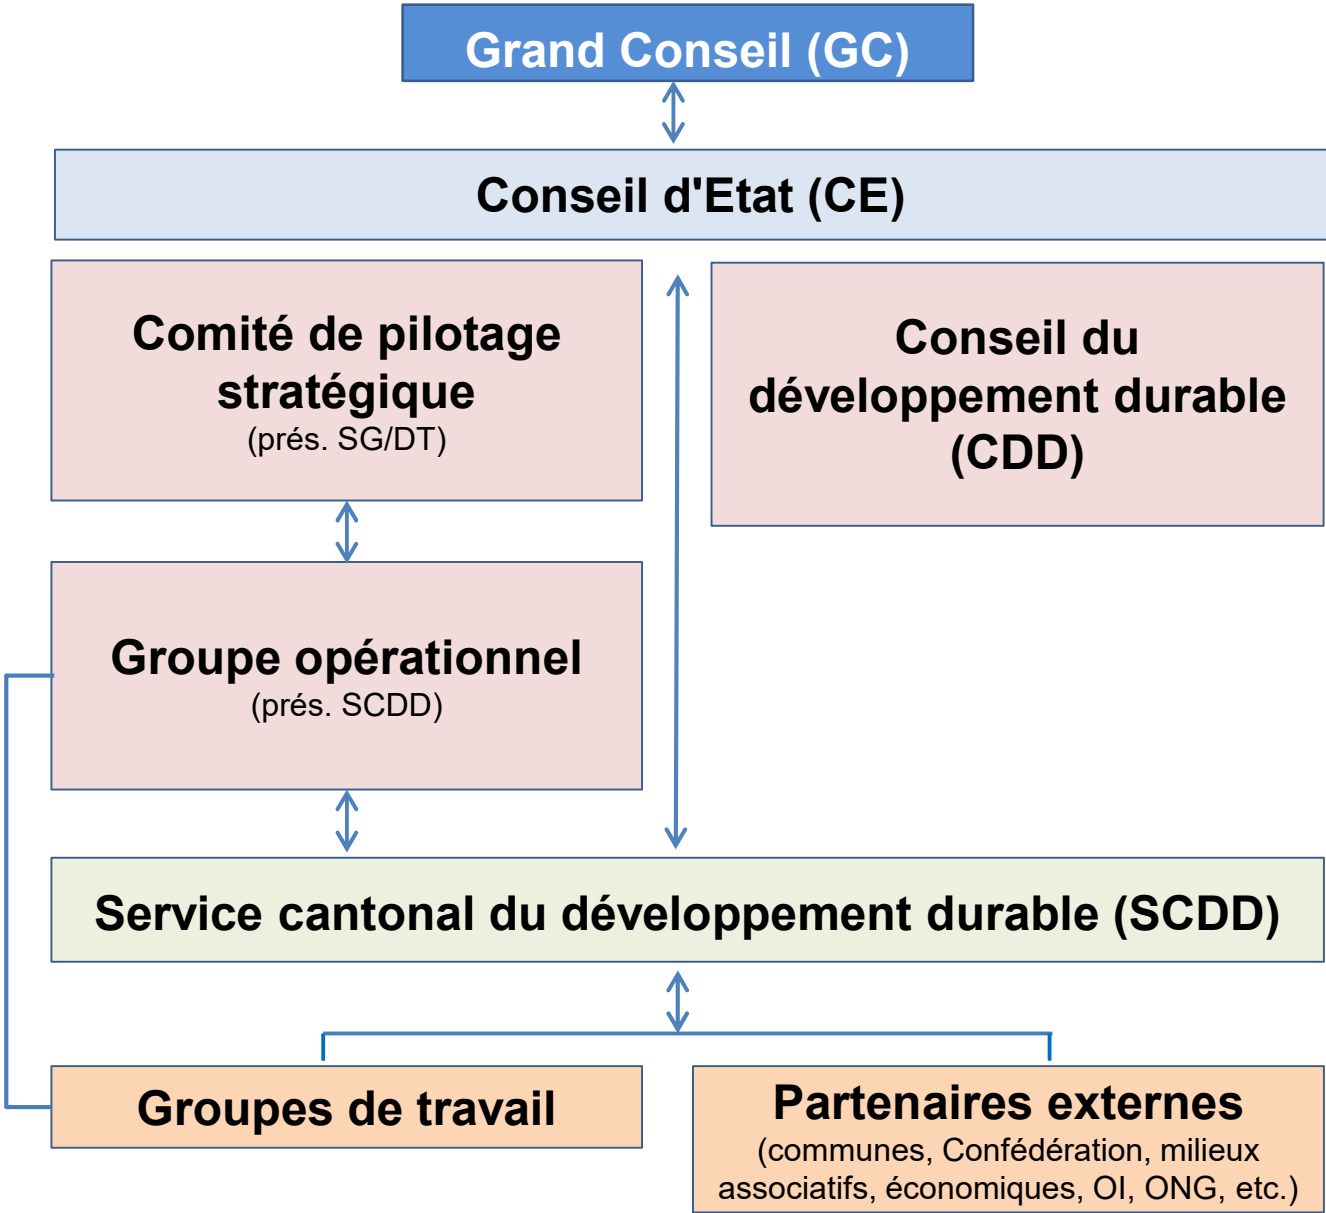 Grand Conseil (GC)
Conseil d'Etat (CE)
Comité de pilotage
stratégique
(prés. SG/DT)
Conseil du
développement durable
(CDD)
Groupe opérationnel
(prés. SCDD)
Service cantonal du développement durable (SCDD)
Groupes de travail
Partenaires externes
(communes, Confédération, milieux
associatifs, économiques, OI, ONG, etc.)